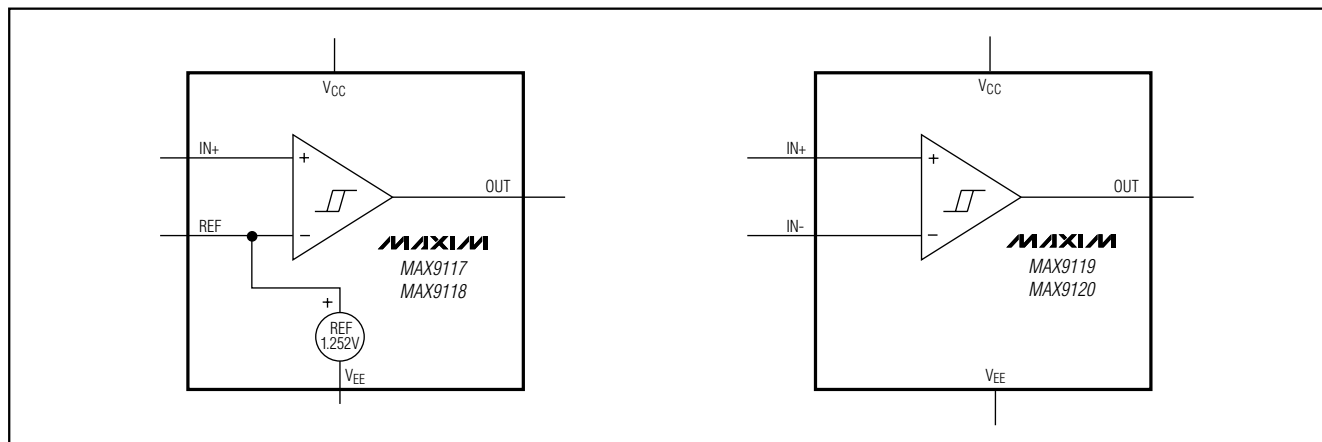 VCC
IN+
+
OUT
REF
−
MAXIM
MAX9117
MAX9118
+
REF
1.252V
VEE
VCC
IN+
+
OUT
IN-
−
MAXIM
MAX9119
MAX9120
VEE